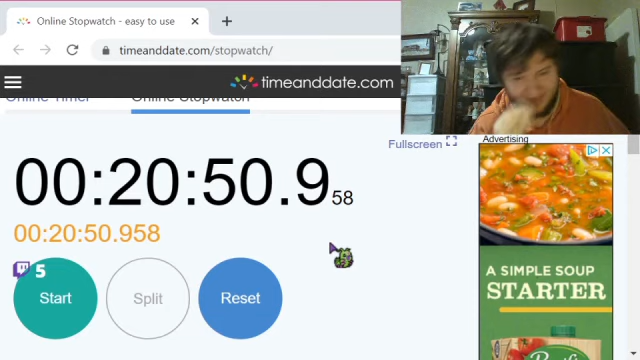 Online Stopwatch - easy to use
timeanddate.com/stopwatch/
timeanddate.com
Online Timer
Online Stopwatch
Fullscreen
Advertising
00:20:50.958
00:20:50.958
5
Start
Split
Reset
A SIMPLE SOUP
STARTER
Pacific